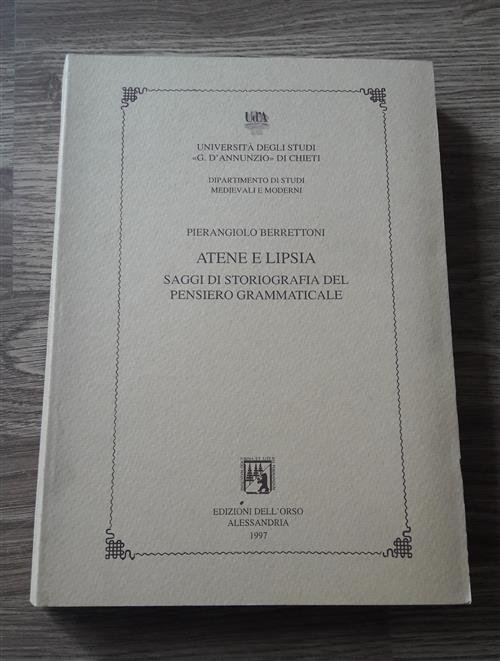 UdA
UNIVERSITÀ DEGLI STUDI
«G. D'ANNUNZIO» DI CHIETI
DIPARTIMENTO DI STUDI
MEDIEVALI E MODERNI
PIERANGIOLO BERRETTONI
ATENE E LIPSIA
SAGGI DI STORIOGRAFIA DEL
PENSIERO GRAMMATICALE
EDIZIONI DELL'ORSO
ALESSANDRIA
1997